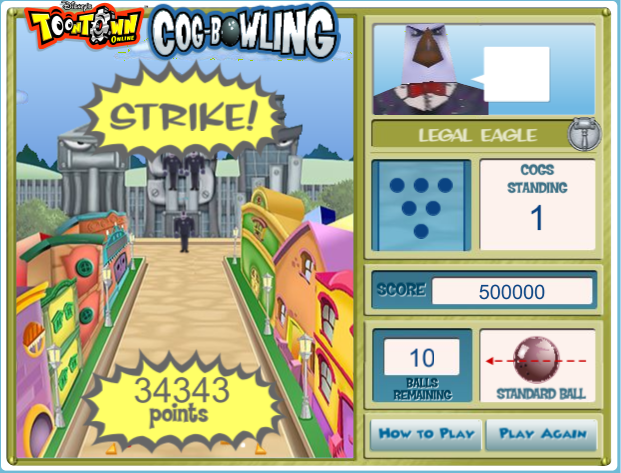 Disney's
TOONTOWN
ONLINE
COG-BOWLING
STRIKE!
LEGAL EAGLE
COGS
STANDING
1
SCORE 500000
10
BALLS
REMAINING
STANDARD BALL
34343
points
HOW TO PLAY
PLAY AGAIN